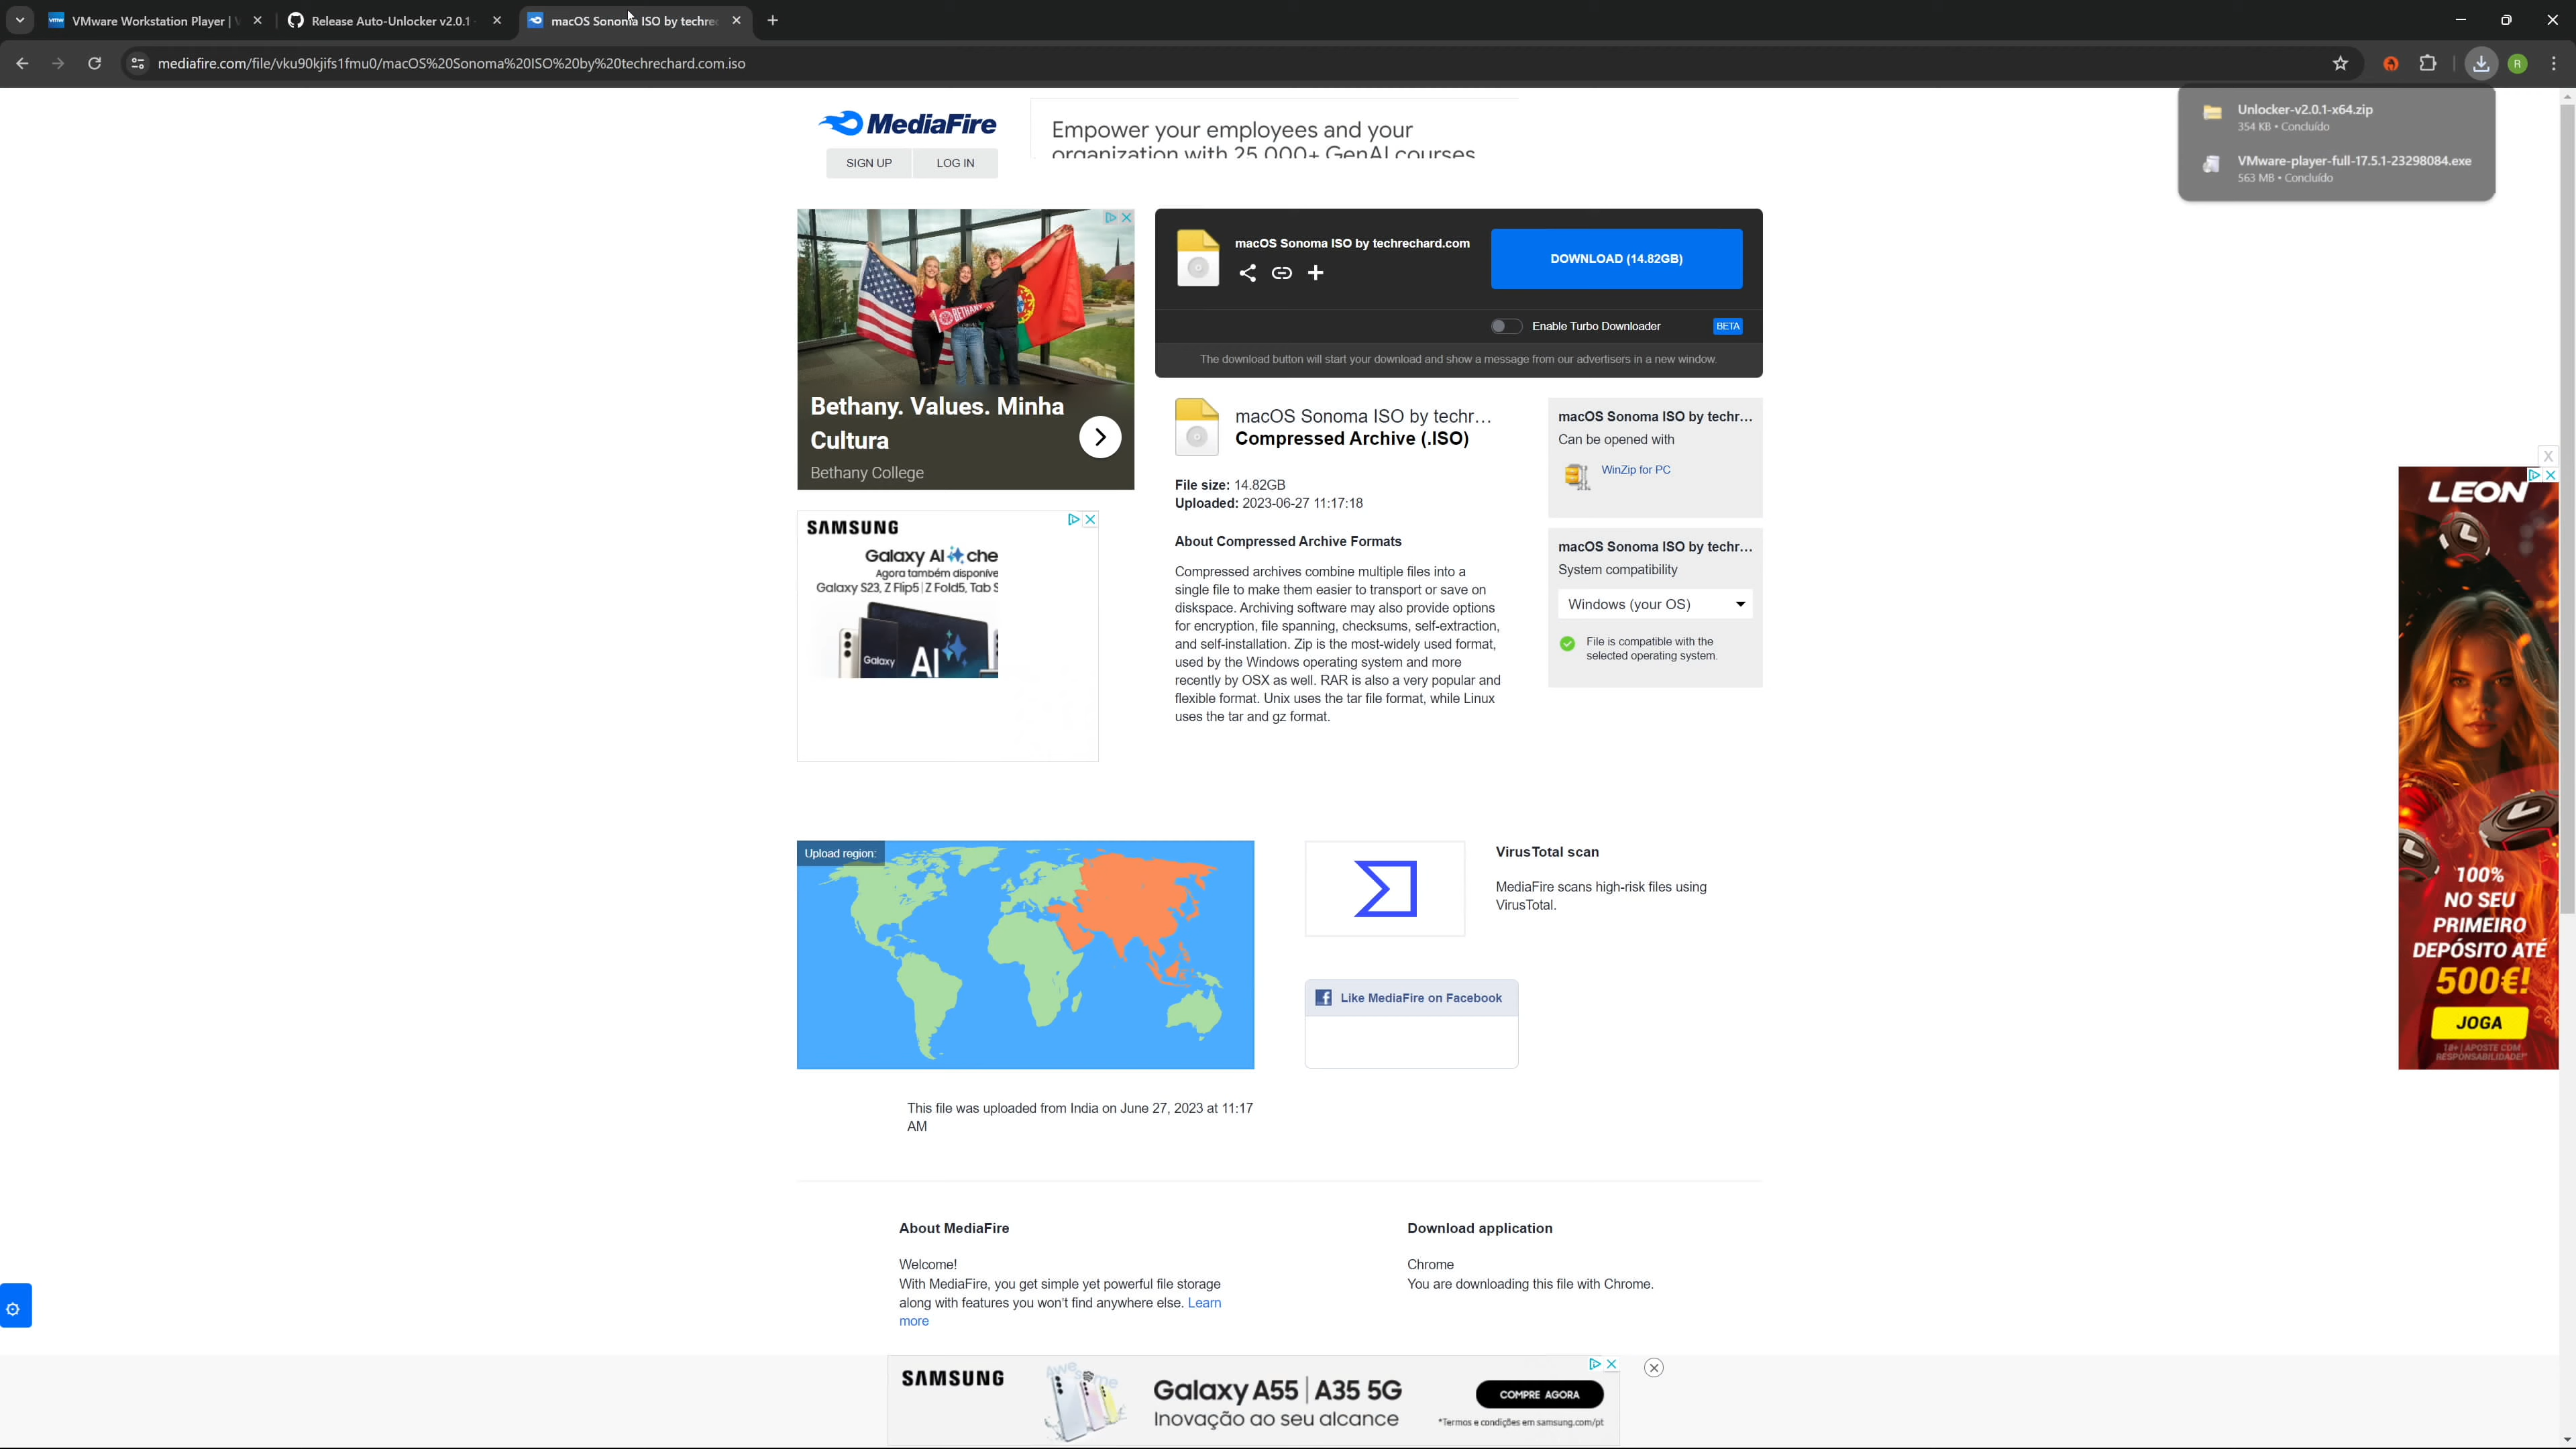 VMware Workstation Player | V
Release Auto-Unlocker v2.0.1 ·
macOS Sonoma ISO by techrec
mediafire.com/file/vku90kjifs1fmu0/macOS%20Sonoma%20ISO%20by%20techrechard.com.iso
R
Unlocker-v2.0.1-x64.zip
354 KB • Concluído
VMware-player-full-17.5.1-23298084.exe
563 MB • Concluído
MediaFire
SIGN UP
LOG IN
Empower your employees and your
organization with 25,000+ GenAI courses
Bethany. Values. Minha
Cultura
Bethany College
macOS Sonoma ISO by techrechard.com
DOWNLOAD (14.82GB)
Enable Turbo Downloader
BETA
The download button will start your download and show a message from our advertisers in a new window.
SAMSUNG
Galaxy AI che
Agora também disponíve
Galaxy S23, Z Flip5 | Z Fold5, Tab S
Galaxy
AI
macOS Sonoma ISO by techr...
Compressed Archive (.ISO)
File size: 14.82GB
Uploaded: 2023-06-27 11:17:18
About Compressed Archive Formats
Compressed archives combine multiple files into a
single file to make them easier to transport or save on
diskspace. Archiving software may also provide options
for encryption, file spanning, checksums, self-extraction,
and self-installation. Zip is the most-widely used format,
used by the Windows operating system and more
recently by OSX as well. RAR is also a very popular and
flexible format. Unix uses the tar file format, while Linux
uses the tar and gz format.
macOS Sonoma ISO by techr...
Can be opened with
WinZip for PC
macOS Sonoma ISO by techr...
System compatibility
Windows (your OS)
File is compatible with the
selected operating system.
X
LEON
100%
NO SEU
PRIMEIRO
DEPÓSITO ATÉ
500€!
JOGA
18+ | APOSTE COM
RESPONSABILIDADE!"
Upload region:
VirusTotal scan
MediaFire scans high-risk files using
VirusTotal.
Like MediaFire on Facebook
This file was uploaded from India on June 27, 2023 at 11:17
AM
About MediaFire
Welcome!
With MediaFire, you get simple yet powerful file storage
along with features you won't find anywhere else. Learn
more
Download application
Chrome
You are downloading this file with Chrome.
SAMSUNG
Awesome
Galaxy A55 | A35 5G
Inovação ao seu alcance
COMPRE AGORA
*Termos e condições em samsung.com/pt